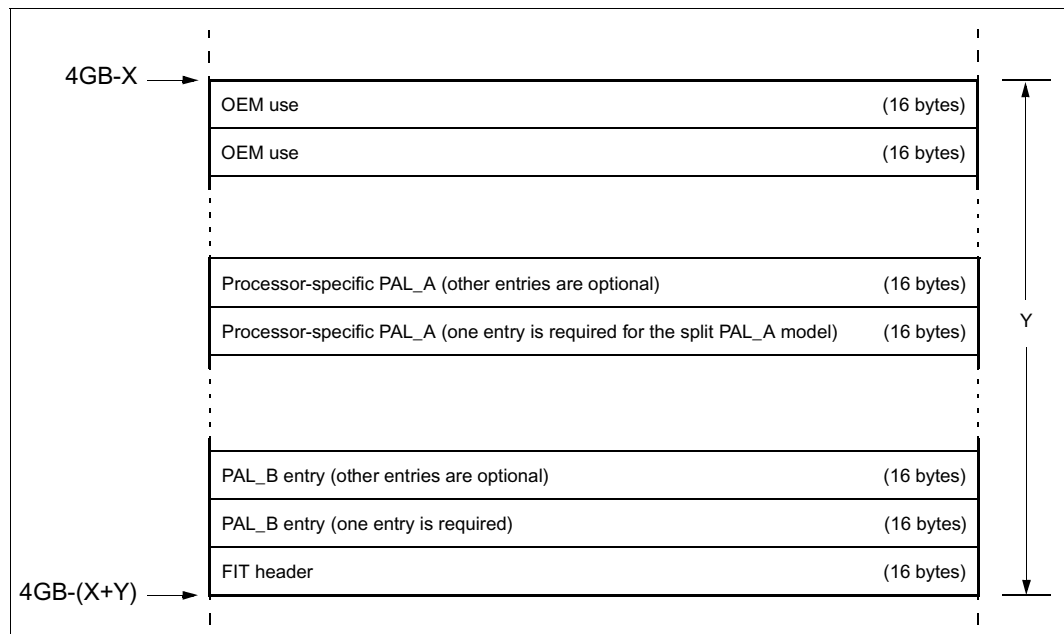 4GB-X
OEM use (16 bytes)
OEM use (16 bytes)
Processor-specific PAL_A (other entries are optional) (16 bytes)
Processor-specific PAL_A (one entry is required for the split PAL_A model) (16 bytes)
Y
PAL_B entry (other entries are optional) (16 bytes)
PAL_B entry (one entry is required) (16 bytes)
FIT header (16 bytes)
4GB-(X+Y)